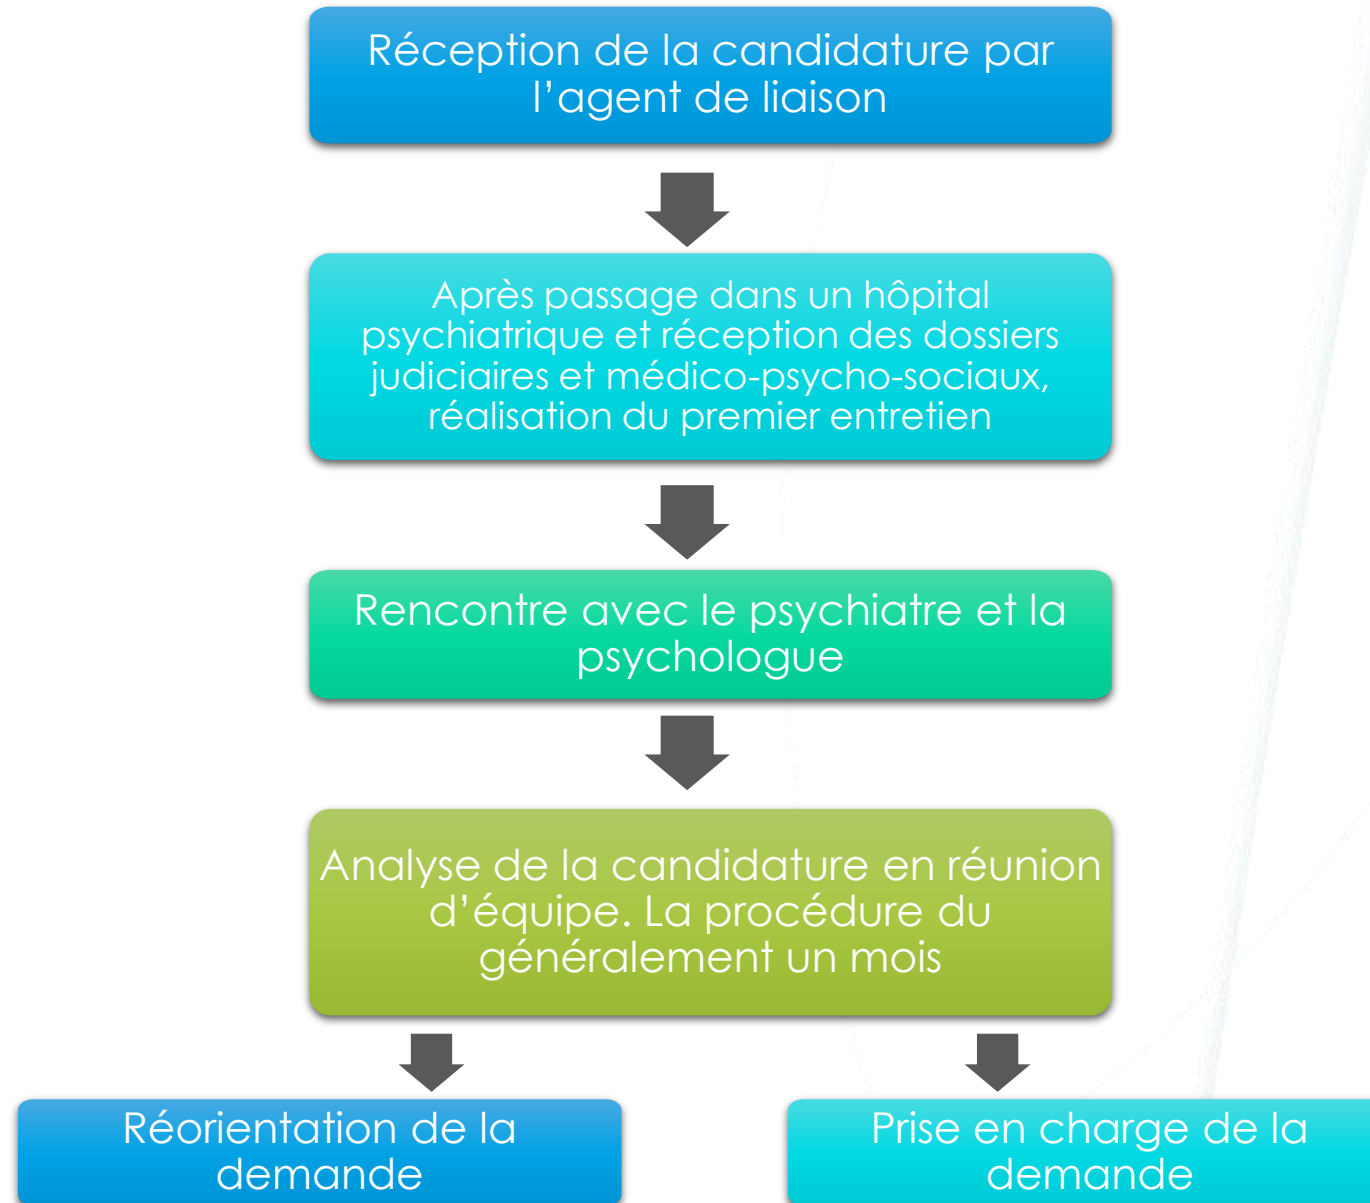 Réception de la candidature par
l’agent de liaison
Après passage dans un hôpital
psychiatrique et réception des dossiers
judiciaires et médico-psycho-sociaux,
réalisation du premier entretien
Rencontre avec le psychiatre et la
psychologue
Analyse de la candidature en réunion
d’équipe. La procédure du
généralement un mois
Réorientation de la
demande
Prise en charge de la
demande